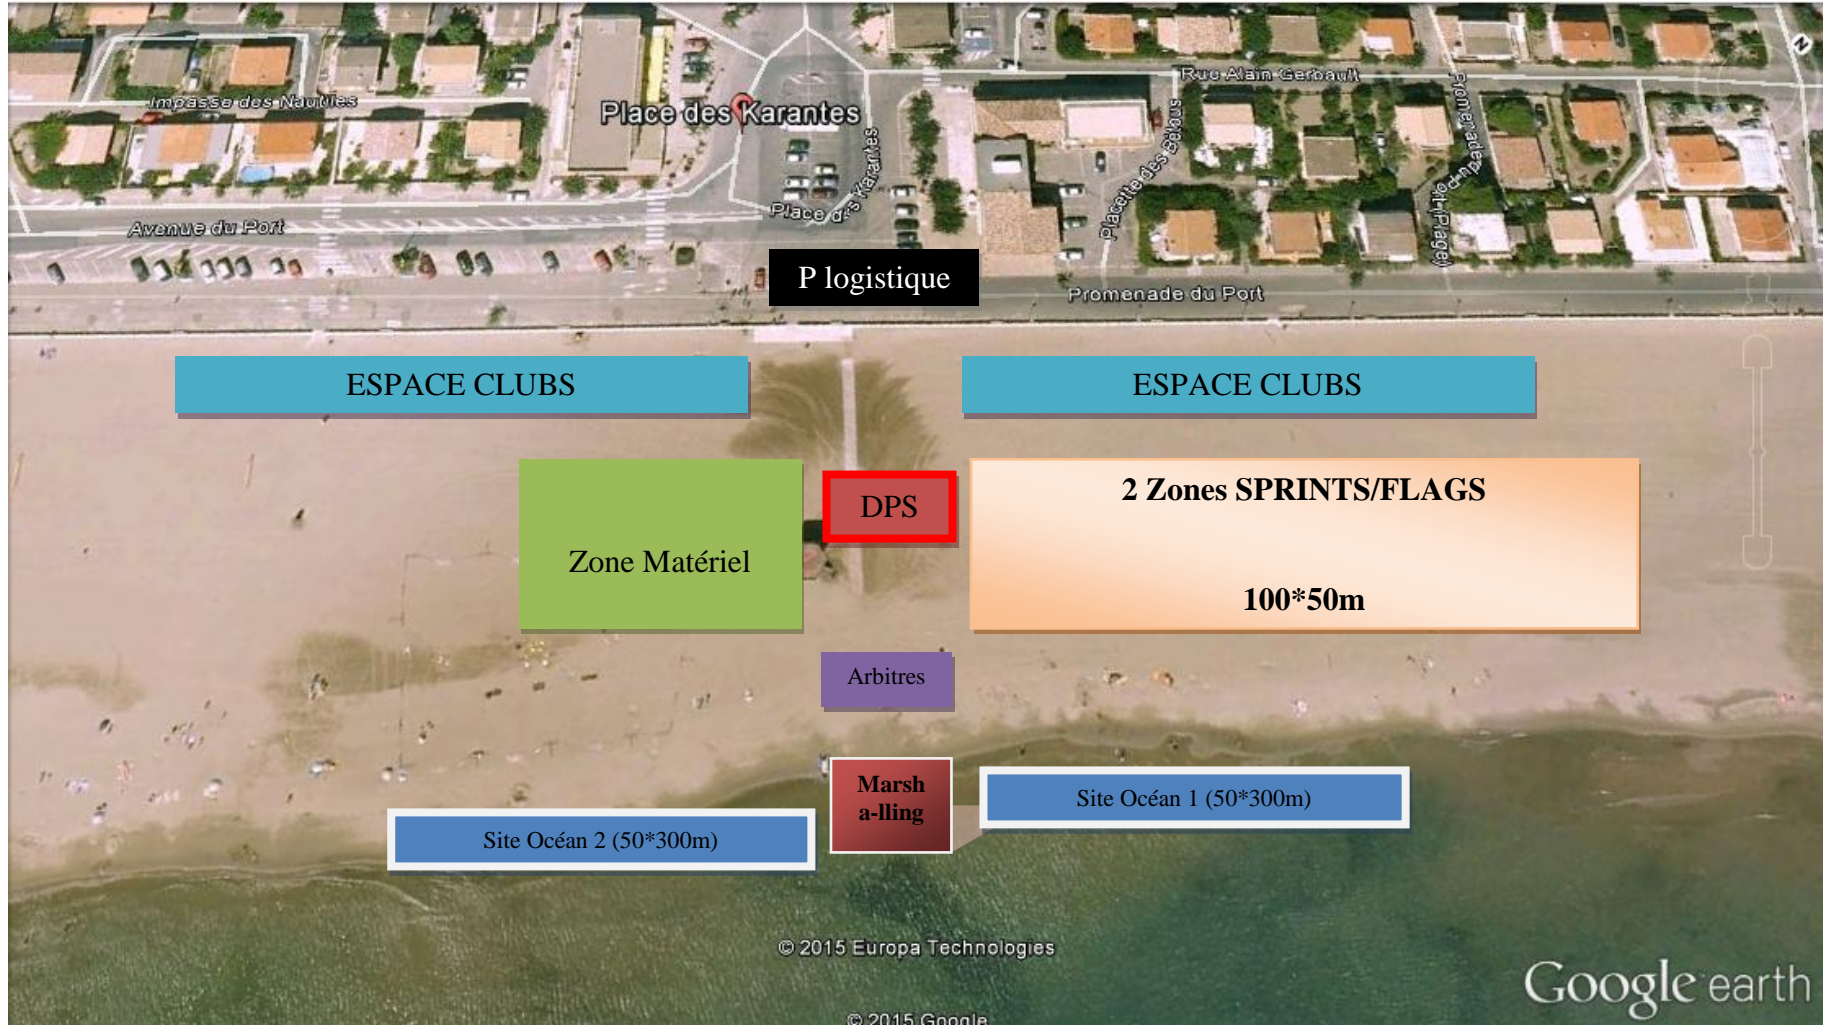 Rue Alain Gerbault
Impasse des Nautiles
Place des Karantes
Promenade du Port (Plage)
Placette des Bélous
Place des Karantes
Avenue du Port
P logistique
Promenade du Port
ESPACE CLUBS
ESPACE CLUBS
2 Zones SPRINTS/FLAGS
DPS
Zone Matériel
100*50m
Arbitres
Marsh
a-lling
Site Océan 1 (50*300m)
Site Océan 2 (50*300m)
© 2015 Europa Technologies
Google earth
© 2015 Google
N